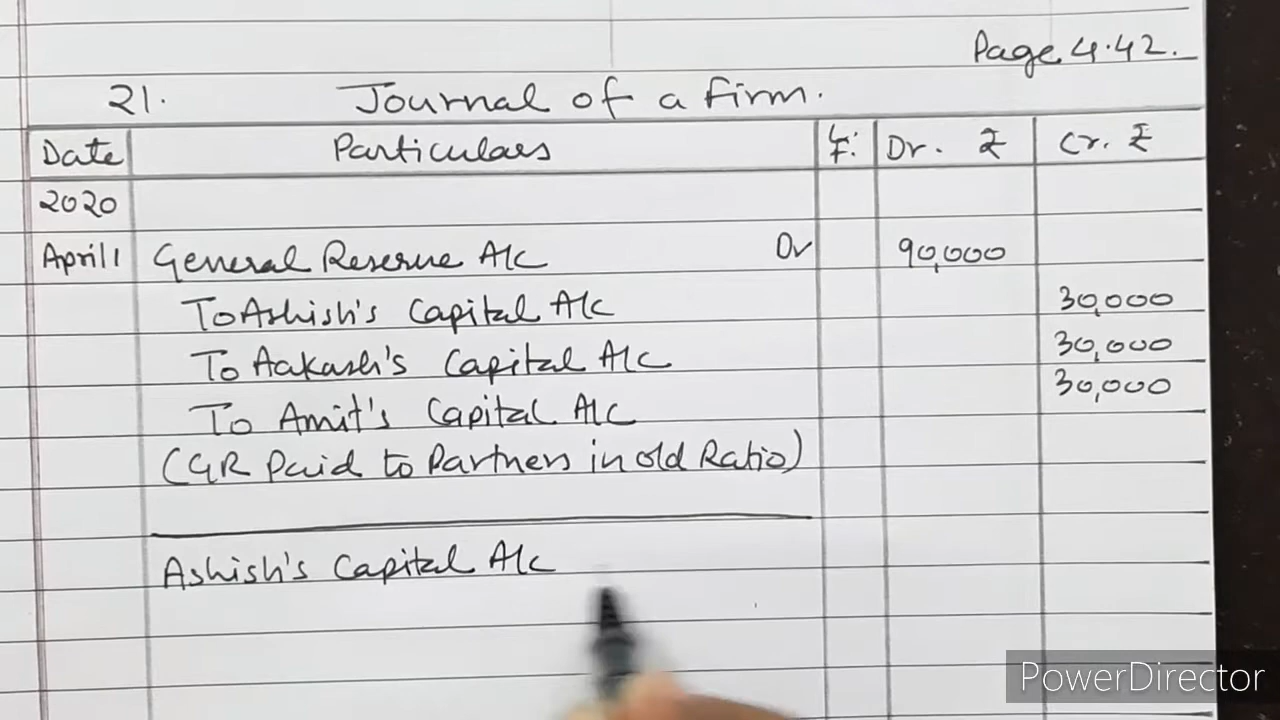 Page 4.42.
21. Journal of a firm.
Date Particulars L.F. Dr. ₹ Cr. ₹
2020
April 1 General Reserve A/c Dr 90,000
To Ashish's Capital A/c 30,000
To Aakash's Capital A/c 30,000
To Amit's Capital A/c 30,000
(GR Paid to Partners in old Ratio)
Ashish's Capital A/c
PowerDirector